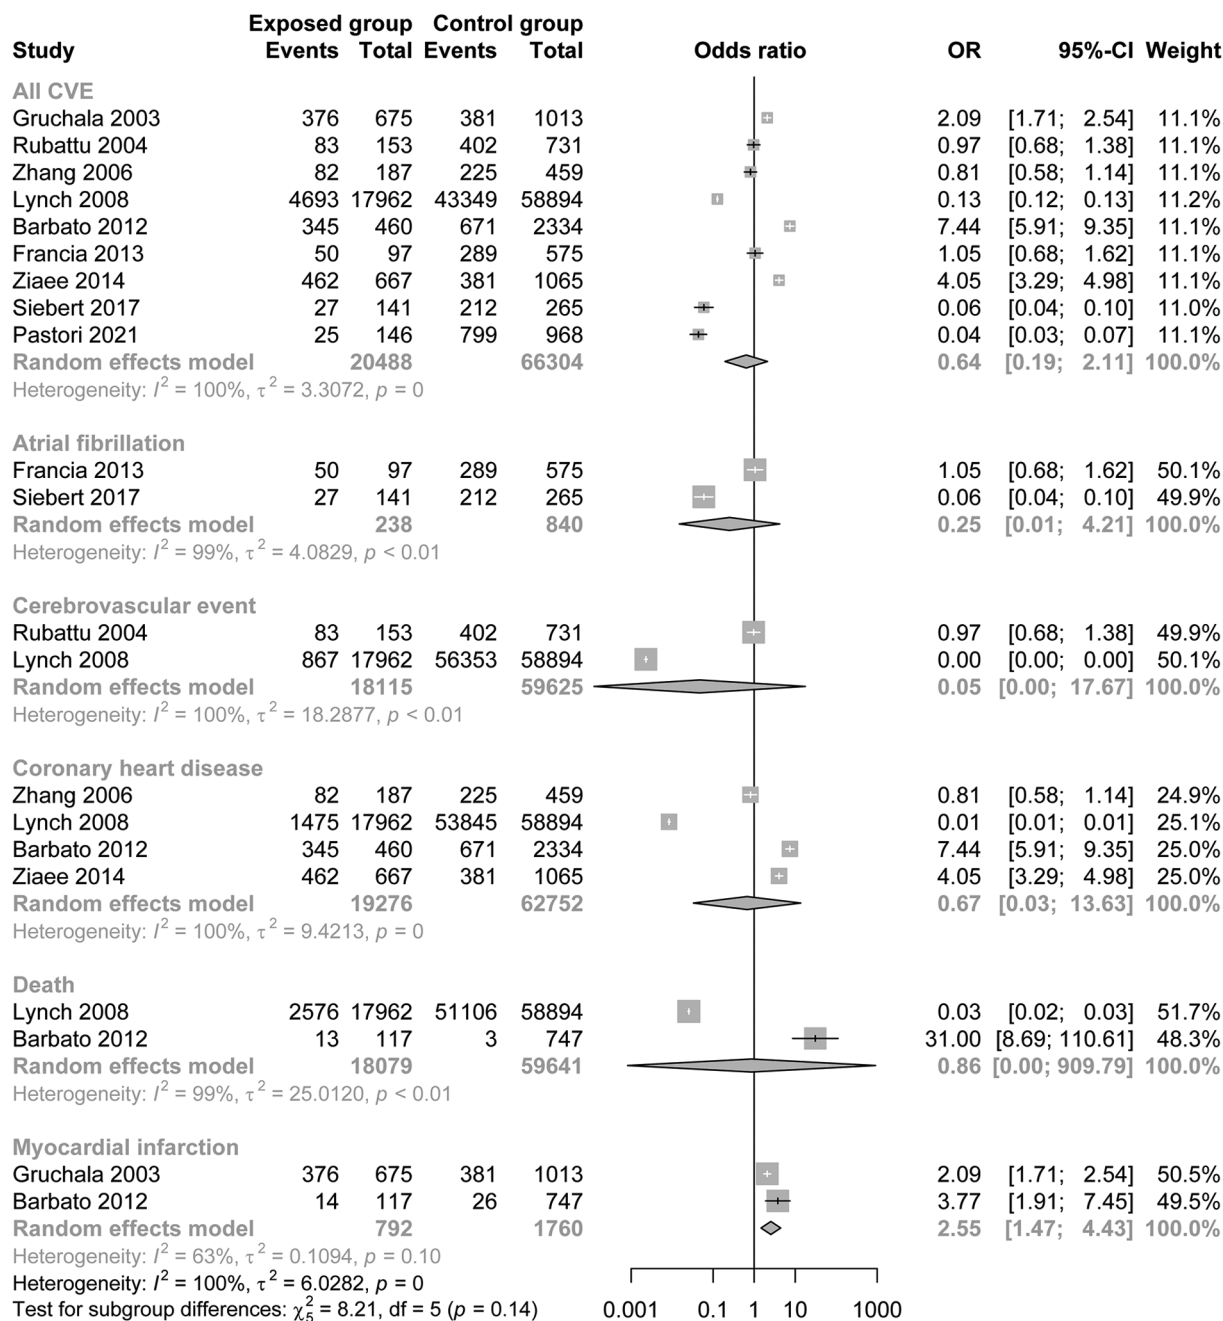 Exposed group Control group
Study Events Total Events Total Odds ratio OR 95%-CI Weight
All CVE
Gruchala 2003 376 675 381 1013 2.09 [1.71; 2.54] 11.1%
Rubattu 2004 83 153 402 731 0.97 [0.68; 1.38] 11.1%
Zhang 2006 82 187 225 459 0.81 [0.58; 1.14] 11.1%
Lynch 2008 4693 17962 43349 58894 0.13 [0.12; 0.13] 11.2%
Barbato 2012 345 460 671 2334 7.44 [5.91; 9.35] 11.1%
Francia 2013 50 97 289 575 1.05 [0.68; 1.62] 11.1%
Ziaee 2014 462 667 381 1065 4.05 [3.29; 4.98] 11.1%
Siebert 2017 27 141 212 265 0.06 [0.04; 0.10] 11.0%
Pastori 2021 25 146 799 968 0.04 [0.03; 0.07] 11.1%
Random effects model 20488 66304 0.64 [0.19; 2.11] 100.0%
Heterogeneity: I² = 100%, τ² = 3.3072, p = 0
Atrial fibrillation
Francia 2013 50 97 289 575 1.05 [0.68; 1.62] 50.1%
Siebert 2017 27 141 212 265 0.06 [0.04; 0.10] 49.9%
Random effects model 238 840 0.25 [0.01; 4.21] 100.0%
Heterogeneity: I² = 99%, τ² = 4.0829, p < 0.01
Cerebrovascular event
Rubattu 2004 83 153 402 731 0.97 [0.68; 1.38] 49.9%
Lynch 2008 867 17962 56353 58894 0.00 [0.00; 0.00] 50.1%
Random effects model 18115 59625 0.05 [0.00; 17.67] 100.0%
Heterogeneity: I² = 100%, τ² = 18.2877, p < 0.01
Coronary heart disease
Zhang 2006 82 187 225 459 0.81 [0.58; 1.14] 24.9%
Lynch 2008 1475 17962 53845 58894 0.01 [0.01; 0.01] 25.1%
Barbato 2012 345 460 671 2334 7.44 [5.91; 9.35] 25.0%
Ziaee 2014 462 667 381 1065 4.05 [3.29; 4.98] 25.0%
Random effects model 19276 62752 0.67 [0.03; 13.63] 100.0%
Heterogeneity: I² = 100%, τ² = 9.4213, p = 0
Death
Lynch 2008 2576 17962 51106 58894 0.03 [0.02; 0.03] 51.7%
Barbato 2012 13 117 3 747 31.00 [8.69; 110.61] 48.3%
Random effects model 18079 59641 0.86 [0.00; 909.79] 100.0%
Heterogeneity: I² = 99%, τ² = 25.0120, p < 0.01
Myocardial infarction
Gruchala 2003 376 675 381 1013 2.09 [1.71; 2.54] 50.5%
Barbato 2012 14 117 26 747 3.77 [1.91; 7.45] 49.5%
Random effects model 792 1760 2.55 [1.47; 4.43] 100.0%
Heterogeneity: I² = 63%, τ² = 0.1094, p = 0.10
Heterogeneity: I² = 100%, τ² = 6.0282, p = 0
Test for subgroup differences: χ²₅ = 8.21, df = 5 (p = 0.14)
0.001 0.1 1 10 1000